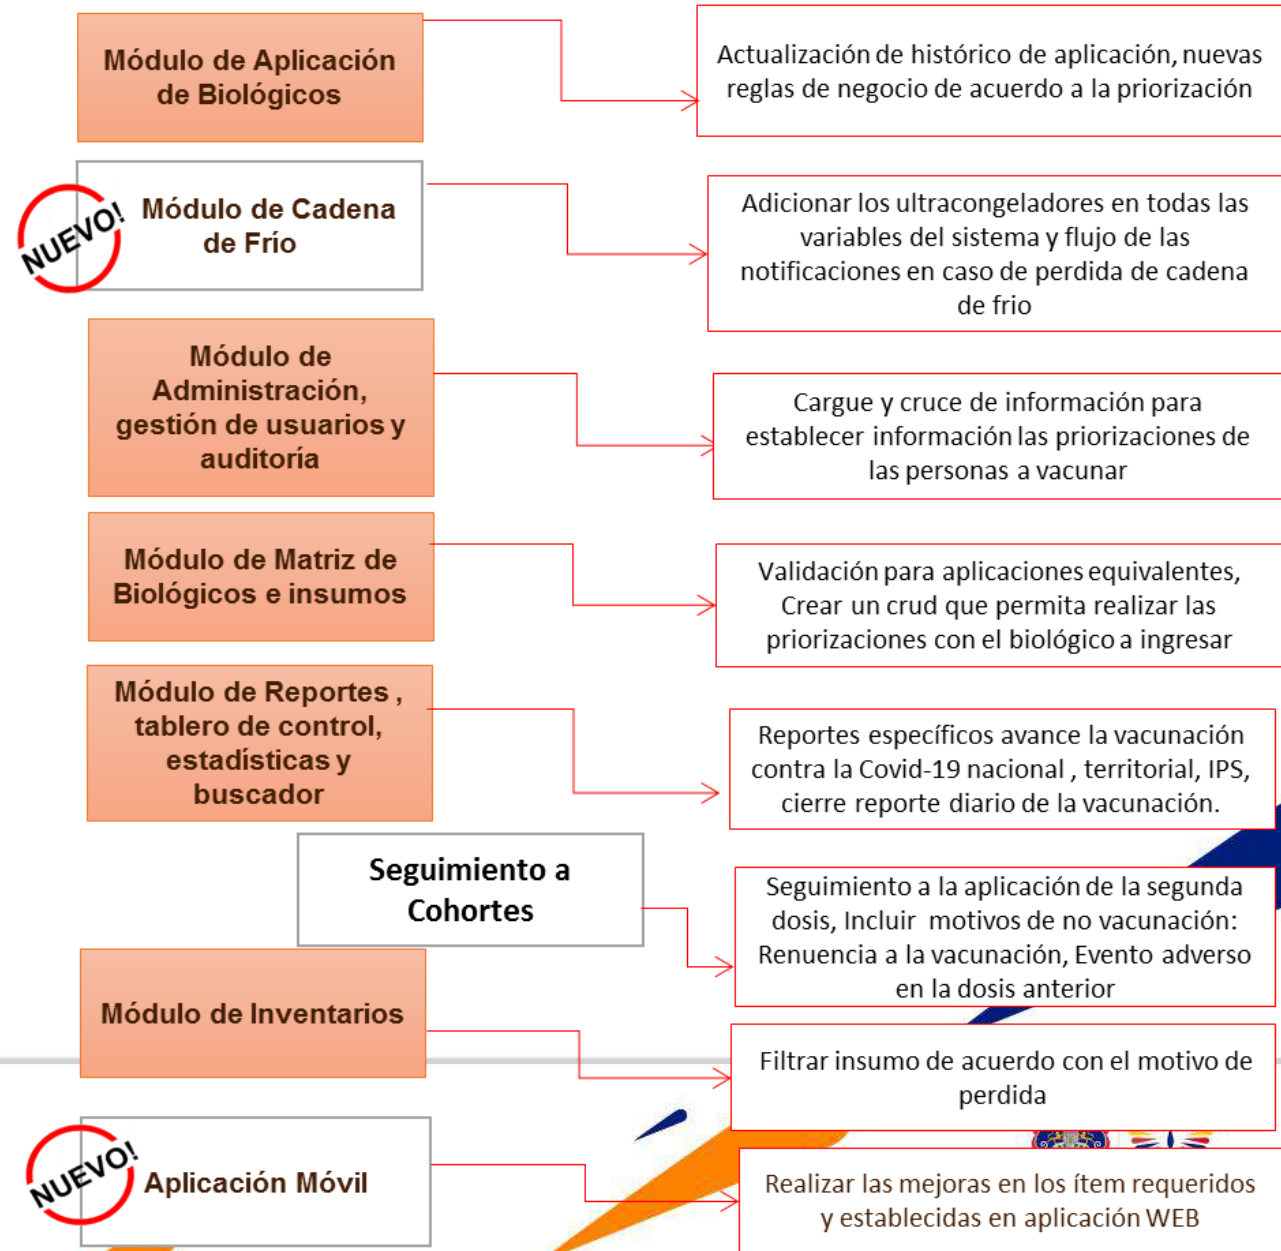 Módulo de Aplicación
de Biológicos
Actualización de histórico de aplicación, nuevas
reglas de negocio de acuerdo a la priorización
NUEVO!
Módulo de Cadena
de Frío
Adicionar los ultracongeladores en todas las
variables del sistema y flujo de las
notificaciones en caso de perdida de cadena
de frio
Módulo de
Administración,
gestión de usuarios y
auditoría
Cargue y cruce de información para
establecer información las priorizaciones de
las personas a vacunar
Módulo de Matriz de
Biológicos e insumos
Validación para aplicaciones equivalentes,
Crear un crud que permita realizar las
priorizaciones con el biológico a ingresar
Módulo de Reportes ,
tablero de control,
estadísticas y
buscador
Reportes específicos avance la vacunación
contra la Covid-19 nacional , territorial, IPS,
cierre reporte diario de la vacunación.
Seguimiento a
Cohortes
Seguimiento a la aplicación de la segunda
dosis, Incluir motivos de no vacunación:
Renuencia a la vacunación, Evento adverso
en la dosis anterior
Módulo de Inventarios
Filtrar insumo de acuerdo con el motivo de
perdida
NUEVO!
Aplicación Móvil
Realizar las mejoras en los ítem requeridos
y establecidas en aplicación WEB